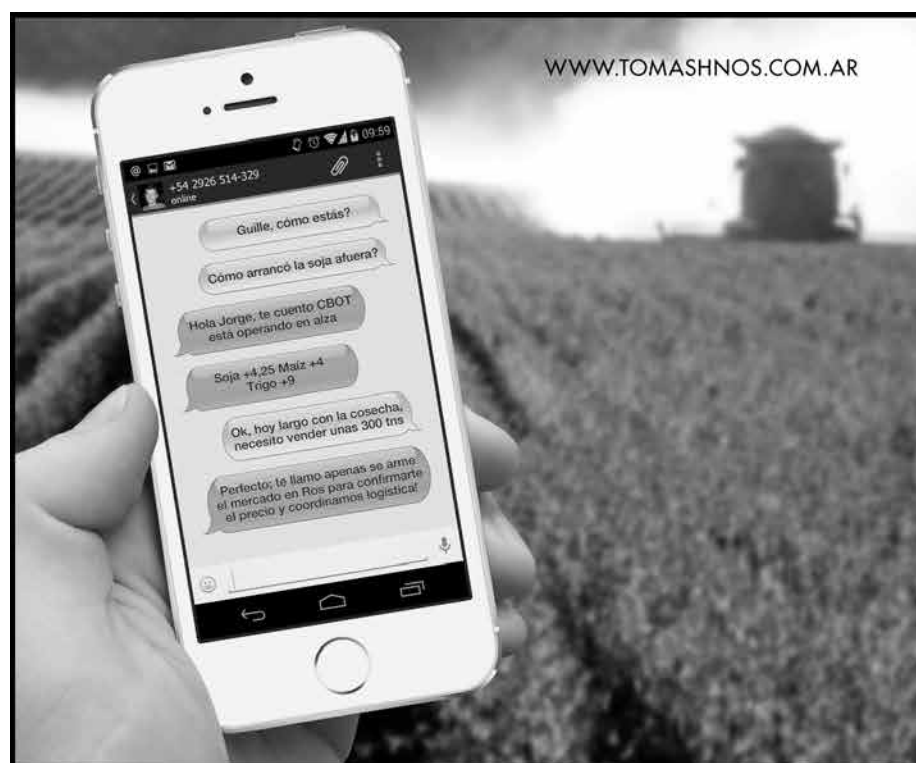 WWW.TOMASHNOS.COM.AR
09:59
+54 2926 514-329
online
Guille, cómo estás?
Cómo arrancó la soja afuera?
Hola Jorge, te cuento CBOT
está operando en alza
Soja +4,25 Maíz +4
Trigo +9
Ok, hoy largo con la cosecha,
necesito vender unas 300 tns
Perfecto; te llamo apenas se arme
el mercado en Ros para confirmarte
el precio y coordinamos logística!